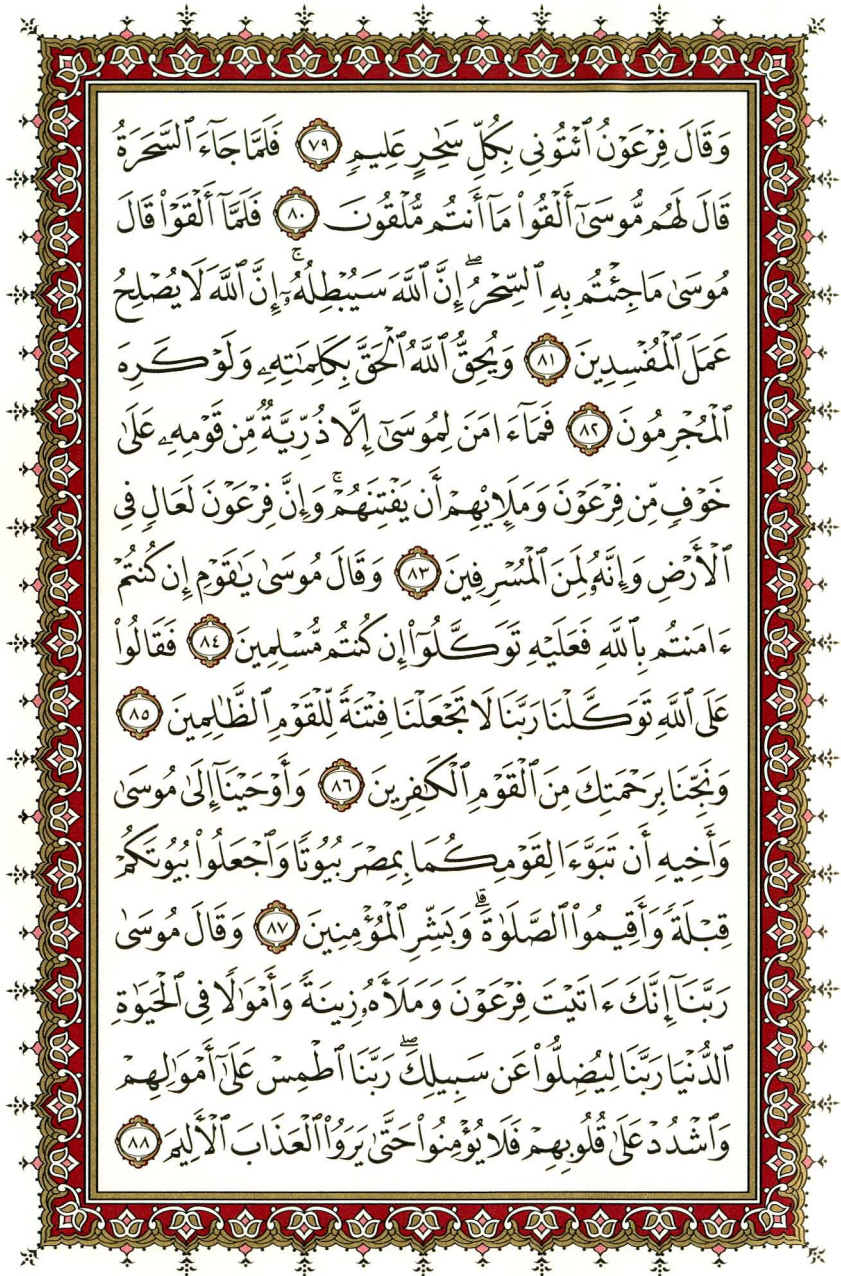 وَقَالَ فِرْعَوْنُ ٱئْتُونِى بِكُلِّ سَٰحِرٍ عَلِيمٍ ٧٩ فَلَمَّا جَآءَ ٱلسَّحَرَةُ
قَالَ لَهُم مُّوسَىٰٓ أَلْقُوا۟ مَآ أَنتُم مُّلْقُونَ ٨٠ فَلَمَّآ أَلْقَوْا۟ قَالَ
مُوسَىٰ مَا جِئْتُم بِهِ ٱلسِّحْرُ ۖ إِنَّ ٱللَّهَ سَيُبْطِلُهُۥٓ ۚ إِنَّ ٱللَّهَ لَا يُصْلِحُ
عَمَلَ ٱلْمُفْسِدِينَ ٨١ وَيُحِقُّ ٱللَّهُ ٱلْحَقَّ بِكَلِمَٰتِهِۦ وَلَوْ كَرِهَ
ٱلْمُجْرِمُونَ ٨٢ فَمَآ ءَامَنَ لِمُوسَىٰٓ إِلَّا ذُرِّيَّةٌ مِّن قَوْمِهِۦ عَلَىٰ
خَوْفٍ مِّن فِرْعَوْنَ وَمَلَإِي۟هِمْ أَن يَفْتِنَهُمْ ۚ وَإِنَّ فِرْعَوْنَ لَعَالٍ فِى
ٱلْأَرْضِ وَإِنَّهُۥ لَمِنَ ٱلْمُسْرِفِينَ ٨٣ وَقَالَ مُوسَىٰ يَٰقَوْمِ إِن كُنتُمْ
ءَامَنتُم بِٱللَّهِ فَعَلَيْهِ تَوَكَّلُوٓا۟ إِن كُنتُم مُّسْلِمِينَ ٨٤ فَقَالُوا۟
عَلَى ٱللَّهِ تَوَكَّلْنَا رَبَّنَا لَا تَجْعَلْنَا فِتْنَةً لِّلْقَوْمِ ٱلظَّٰلِمِينَ ٨٥
وَنَجِّنَا بِرَحْمَتِكَ مِنَ ٱلْقَوْمِ ٱلْكَٰفِرِينَ ٨٦ وَأَوْحَيْنَآ إِلَىٰ مُوسَىٰ
وَأَخِيهِ أَن تَبَوَّءَا لِقَوْمِكُمَا بِمِصْرَ بُيُوتًا وَٱجْعَلُوا۟ بُيُوتَكُمْ
قِبْلَةً وَأَقِيمُوا۟ ٱلصَّلَوٰةَ ۗ وَبَشِّرِ ٱلْمُؤْمِنِينَ ٨٧ وَقَالَ مُوسَىٰ
رَبَّنَآ إِنَّكَ ءَاتَيْتَ فِرْعَوْنَ وَمَلَأَهُۥ زِينَةً وَأَمْوَٰلًا فِى ٱلْحَيَوٰةِ
ٱلدُّنْيَا رَبَّنَا لِيُضِلُّوا۟ عَن سَبِيلِكَ ۖ رَبَّنَا ٱطْمِسْ عَلَىٰٓ أَمْوَٰلِهِمْ
وَٱشْدُدْ عَلَىٰ قُلُوبِهِمْ فَلَا يُؤْمِنُوا۟ حَتَّىٰ يَرَوُا۟ ٱلْعَذَابَ ٱلْأَلِيمَ ٨٨